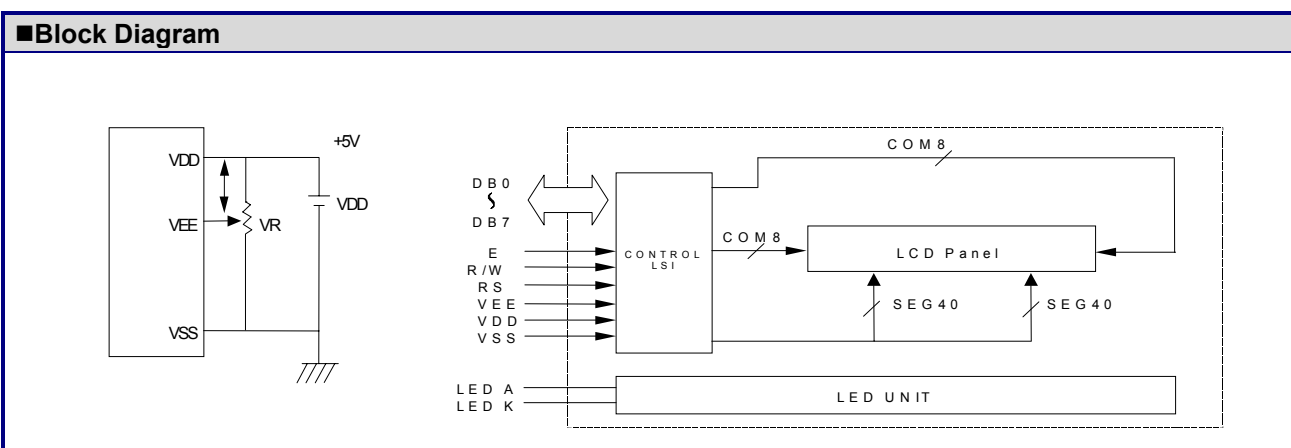 ■Block Diagram
+5V
VDD
VEE
VSS
VR
VDD
DB0
DB7
E
R/W
RS
VEE
VDD
VSS
LED A
LED K
CONTROL
LSI
COM8
COM8
LCD Panel
SEG40
SEG40
LED UNIT